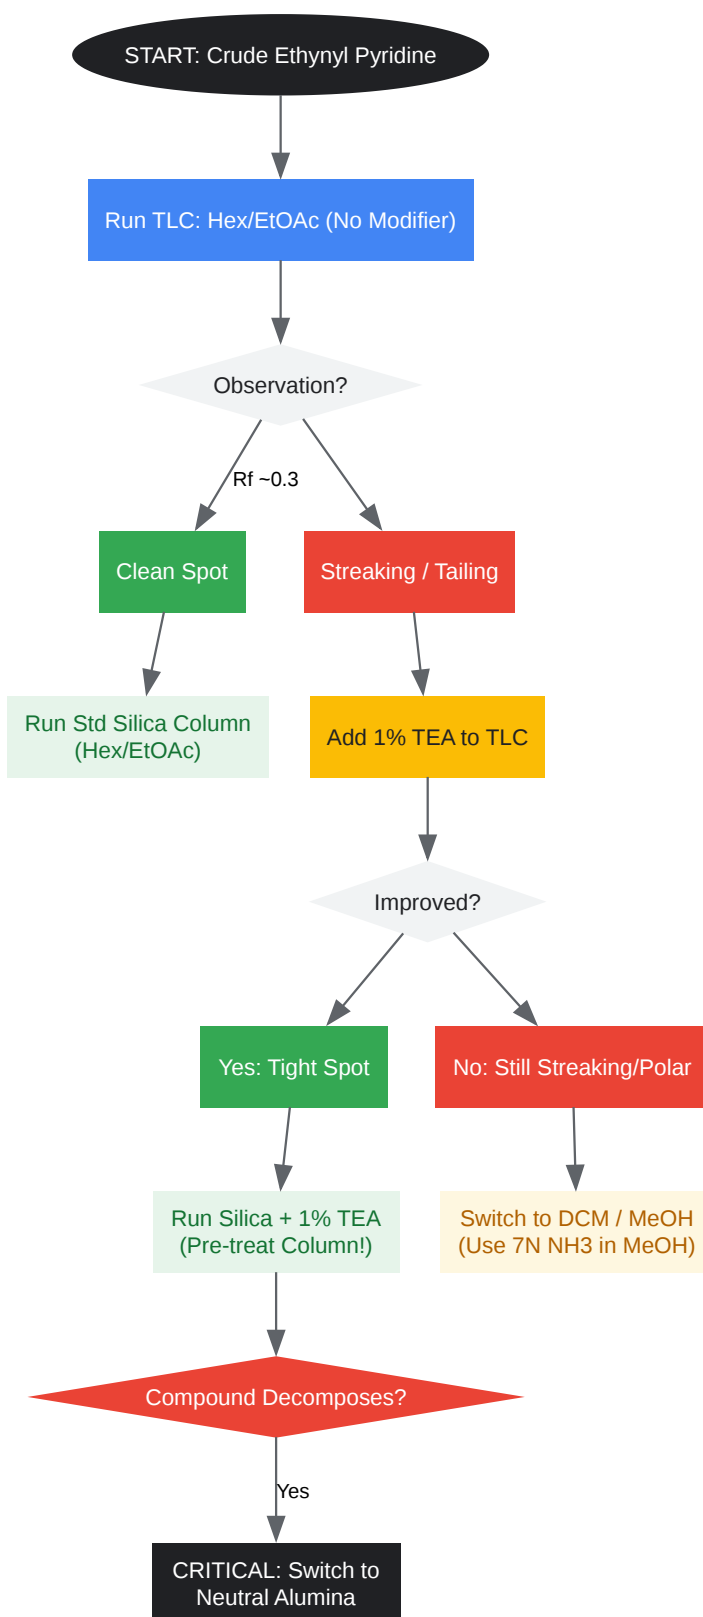 START: Crude Ethynyl Pyridine
Run TLC: Hex/EtOAc (No Modifier)
Observation?
Rf ~0.3
Clean Spot
Streaking / Tailing
Run Std Silica Column
(Hex/EtOAc)
Add 1% TEA to TLC
Improved?
Yes: Tight Spot
No: Still Streaking/Polar
Run Silica + 1% TEA
(Pre-treat Column!)
Switch to DCM / MeOH
(Use 7N NH3 in MeOH)
Compound Decomposes?
Yes
CRITICAL: Switch to
Neutral Alumina